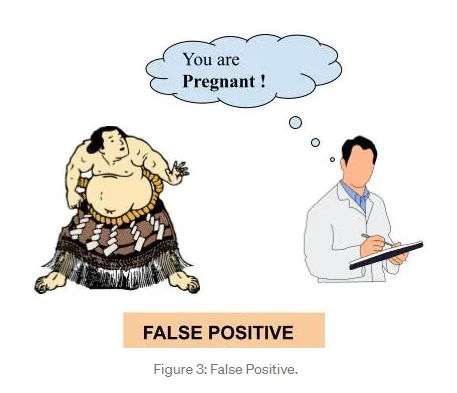 You are
Pregnant !
FALSE POSITIVE
Figure 3: False Positive.